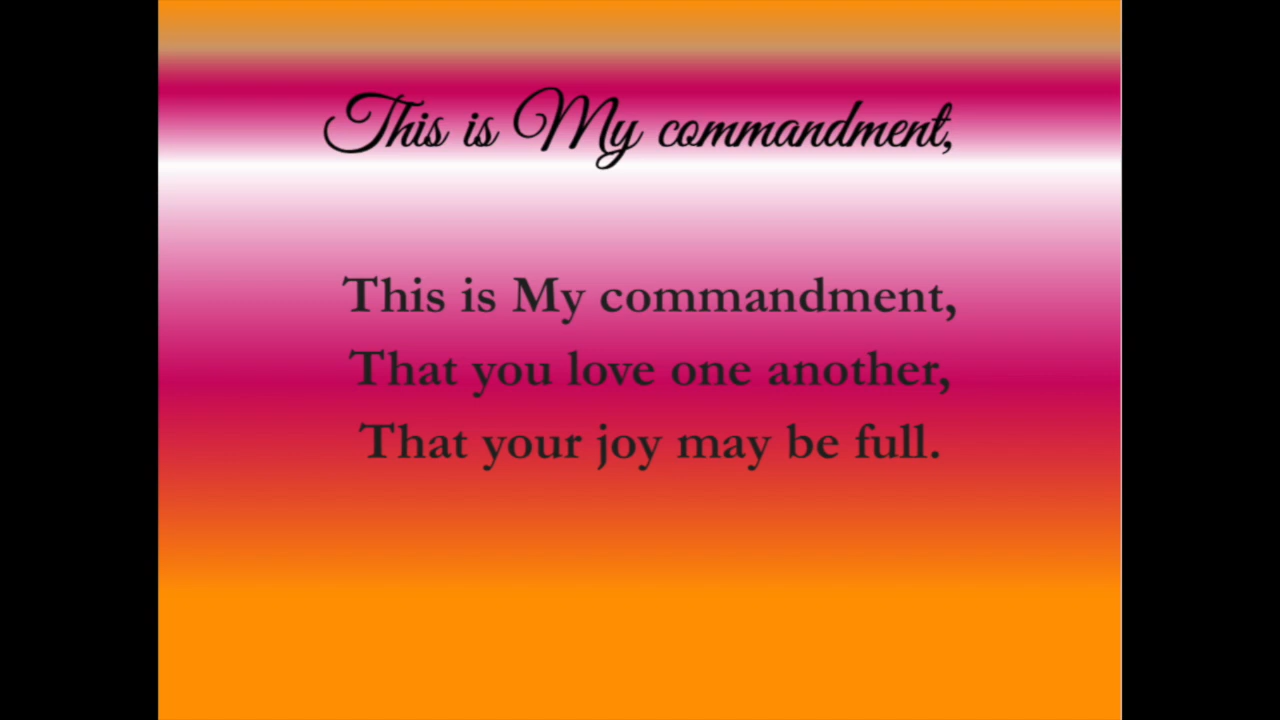 This is My commandment,
This is My commandment,
That you love one another,
That your joy may be full.